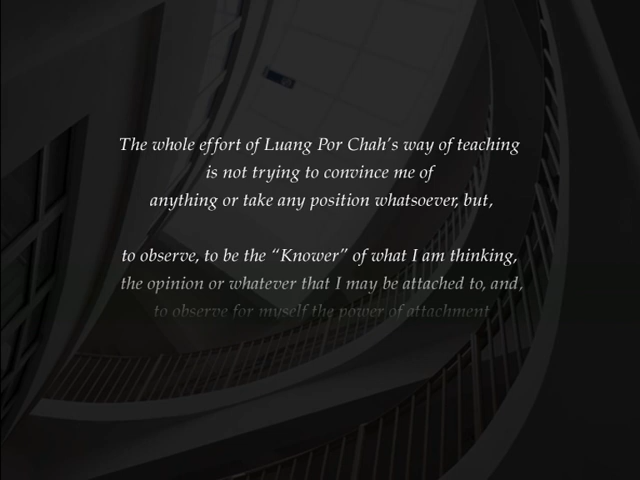 The whole effort of Luang Por Chah's way of teaching
is not trying to convince me of
anything or take any position whatsoever, but,
to observe, to be the “Knower” of what I am thinking,
the opinion or whatever that I may be attached to, and,
to observe for myself the power of attachment